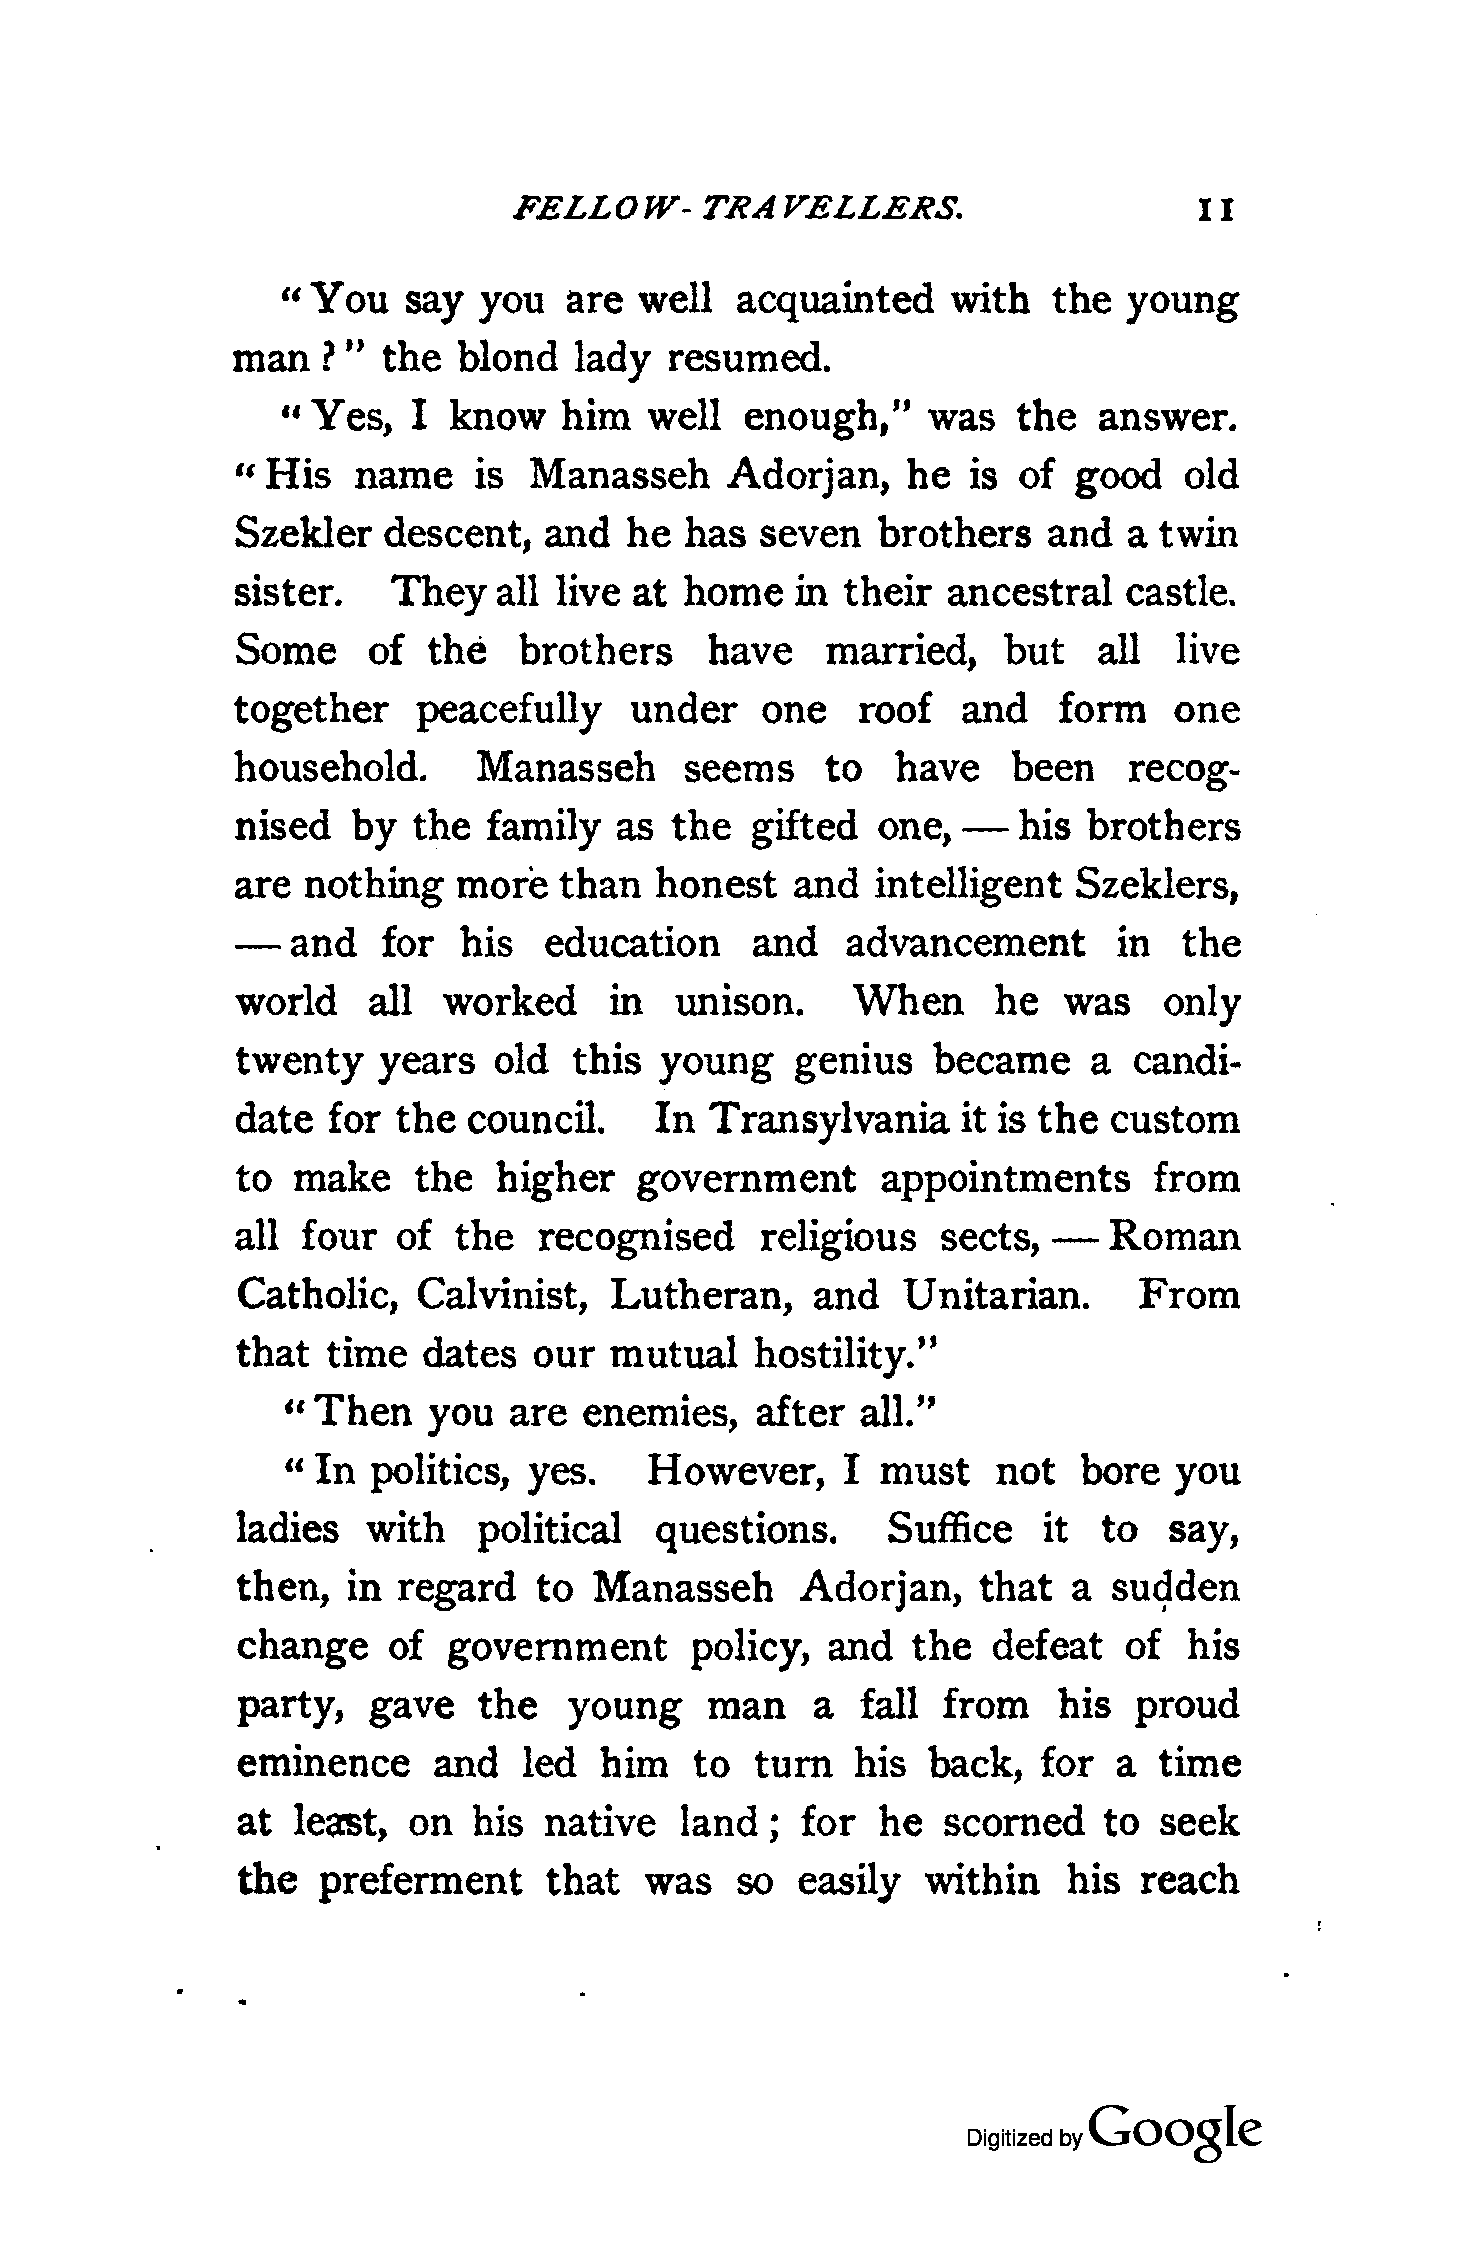 FELLOW-TRAVELLERS. 11
"You say you are well acquainted with the young
man?" the blond lady resumed.
"Yes, I know him well enough," was the answer.
"His name is Manasseh Adorjan, he is of good old
Szekler descent, and he has seven brothers and a twin
sister. They all live at home in their ancestral castle.
Some of the brothers have married, but all live
together peacefully under one roof and form one
household. Manasseh seems to have been recog-
nised by the family as the gifted one, — his brothers
are nothing more than honest and intelligent Szeklers,
— and for his education and advancement in the
world all worked in unison. When he was only
twenty years old this young genius became a candi-
date for the council. In Transylvania it is the custom
to make the higher government appointments from
all four of the recognised religious sects, — Roman
Catholic, Calvinist, Lutheran, and Unitarian. From
that time dates our mutual hostility."
"Then you are enemies, after all."
"In politics, yes. However, I must not bore you
ladies with political questions. Suffice it to say,
then, in regard to Manasseh Adorjan, that a sudden
change of government policy, and the defeat of his
party, gave the young man a fall from his proud
eminence and led him to turn his back, for a time
at least, on his native land; for he scorned to seek
the preferment that was so easily within his reach
Digitized by Google